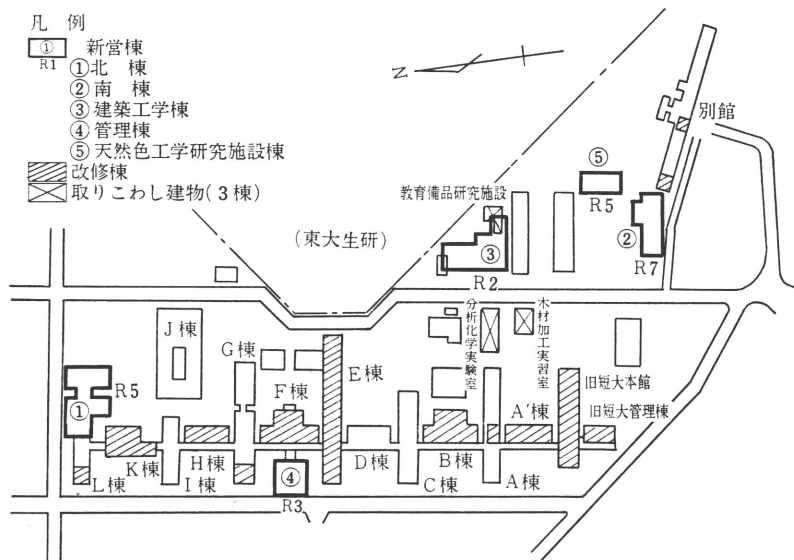 凡 例
① 新営棟
R1
①北 棟
②南 棟
③建築工学棟
④管理棟
⑤天然色工学研究施設棟
改修棟
取りこわし建物(3棟)
N
別館
⑤
R5
②
R7
教育備品研究施設
③
R2
(東大生研)
分析化学実験室
木材加工実習室
J棟
G棟
E棟
F棟
R5
①
旧短大本館
旧短大管理棟
A'棟
K棟
H棟
D棟
B棟
L棟
I棟
④
R3
C棟
A棟